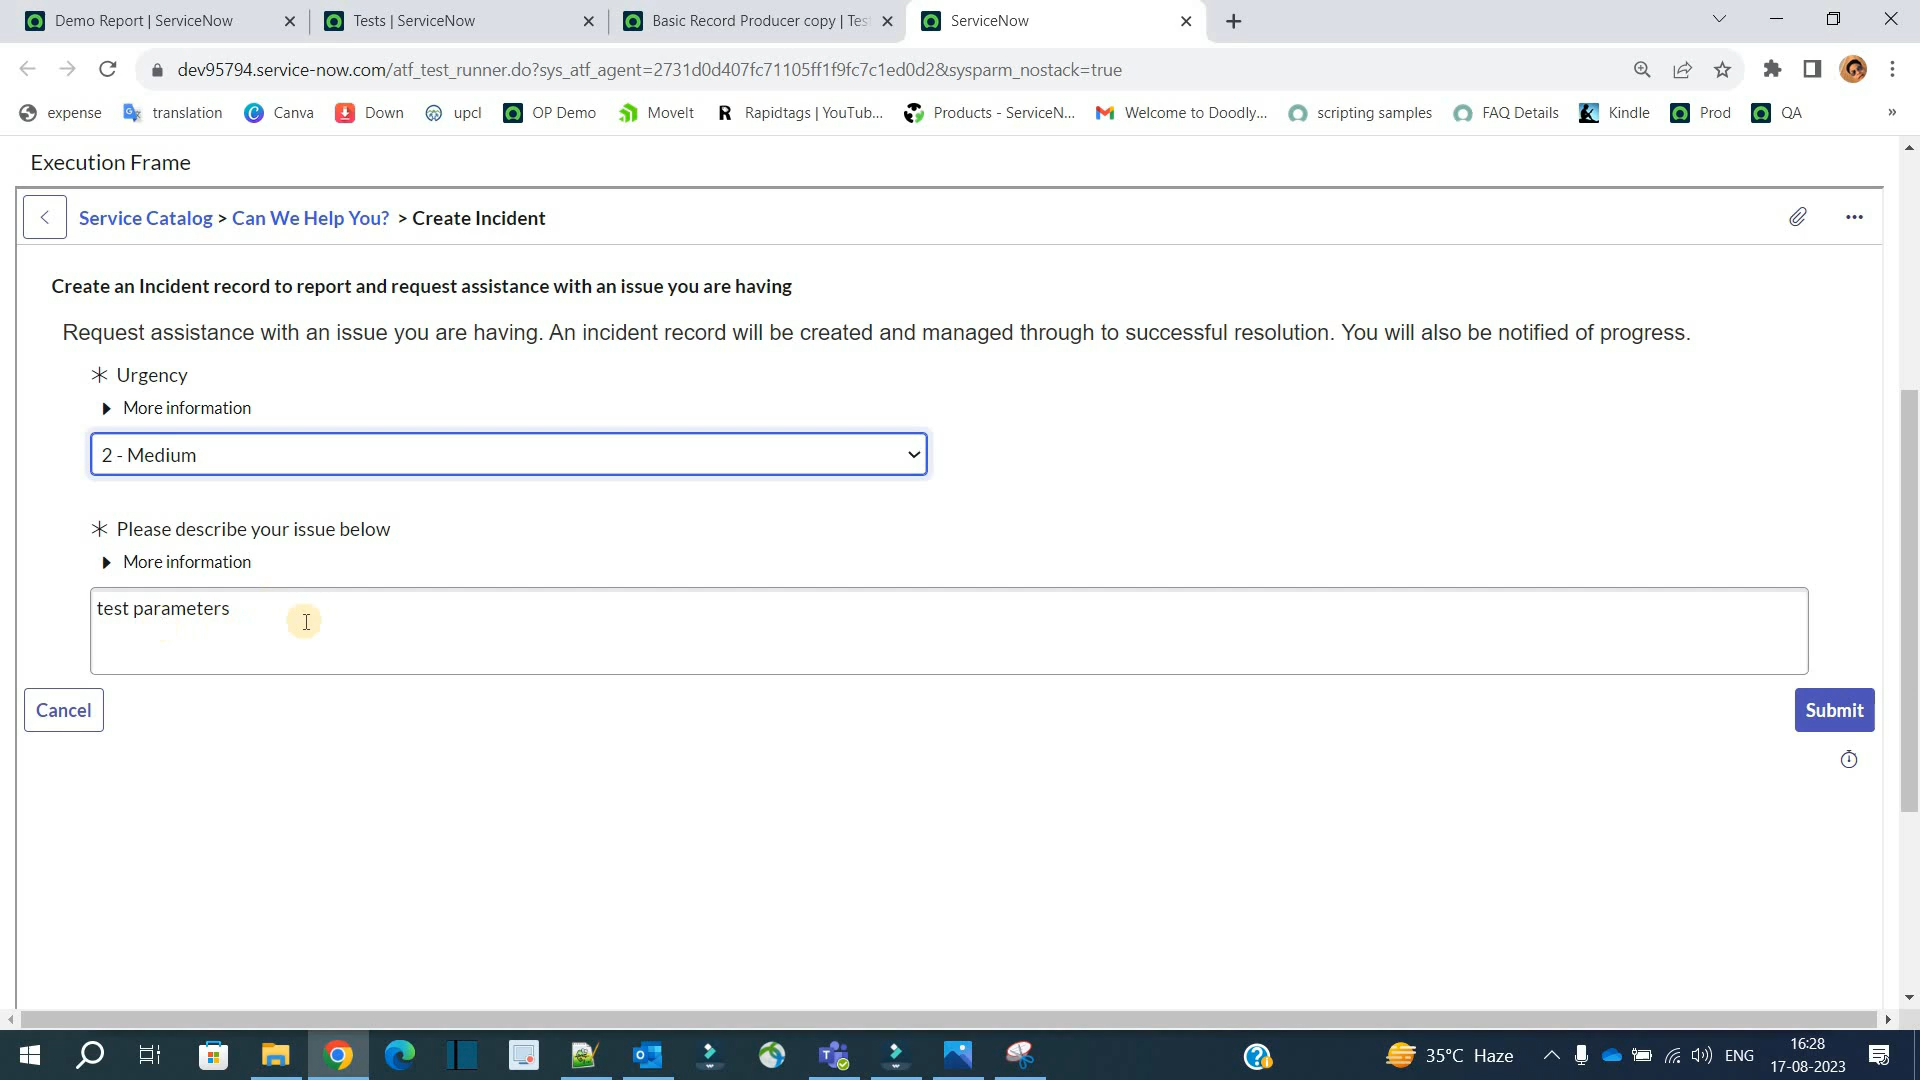 Demo Report | ServiceNow
Tests | ServiceNow
Basic Record Producer copy | Tes
ServiceNow
dev95794.service-now.com/atf_test_runner.do?sys_atf_agent=2731d0d407fc71105ff1f9fc7c1ed0d2&sysparm_nostack=true
expense
translation
Canva
Down
upcl
OP Demo
MoveIt
Rapidtags | YouTub...
Products - ServiceN...
Welcome to Doodly...
scripting samples
FAQ Details
Kindle
Prod
QA
»
Execution Frame
Service Catalog > Can We Help You? > Create Incident
Create an Incident record to report and request assistance with an issue you are having
Request assistance with an issue you are having. An incident record will be created and managed through to successful resolution. You will also be notified of progress.
Urgency
More information
2 - Medium
Please describe your issue below
More information
test parameters
Cancel
Submit
35°C Haze
ENG
16:28
17-08-2023